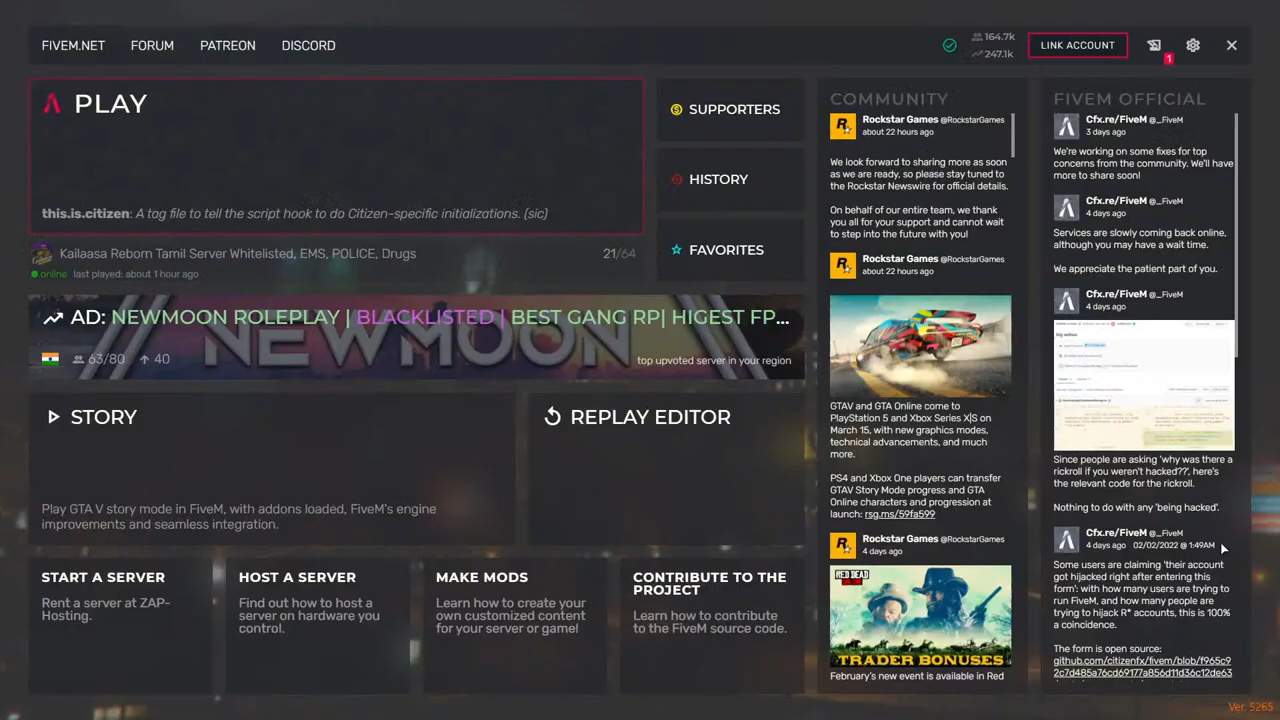 FIVEM.NET FORUM PATREON DISCORD
164.7k
247.1k
LINK ACCOUNT
1
PLAY
this.is.citizen: A tag file to tell the script hook to do Citizen-specific initializations. (sic)
Kailaasa Reborn Tamil Server Whitelisted, EMS, POLICE, Drugs 21/64
online last played: about 1 hour ago
SUPPORTERS
HISTORY
FAVORITES
AD: NEWMOON ROLEPLAY | BLACKLISTED | BEST GANG RP| HIGEST FP...
NEWMOON
63/80 40 top upvoted server in your region
STORY
Play GTA V story mode in FiveM, with addons loaded, FiveM's engine
improvements and seamless integration.
REPLAY EDITOR
START A SERVER
Rent a server at ZAP-
Hosting.
HOST A SERVER
Find out how to host a
server on hardware you
control.
MAKE MODS
Learn how to create your
own customized content
for your server or game!
CONTRIBUTE TO THE
PROJECT
Learn how to contribute
to the FiveM source code.
COMMUNITY
Rockstar Games @RockstarGames
about 22 hours ago
We look forward to sharing more as soon
as we are ready, so please stay tuned to
the Rockstar Newswire for official details.
On behalf of our entire team, we thank
you all for your support and cannot wait
to step into the future with you!
Rockstar Games @RockstarGames
about 22 hours ago
GTAV and GTA Online come to
PlayStation 5 and Xbox Series X|S on
March 15, with new graphics modes,
technical advancements, and much
more.
PS4 and Xbox One players can transfer
GTAV Story Mode progress and GTA
Online characters and progression at
launch: rsg.ms/59fa599
Rockstar Games @RockstarGames
4 days ago
RED DEAD
TRADER BONUSES
February's new event is available in Red
FIVEM OFFICIAL
Cfx.re/FiveM @_FiveM
3 days ago
We're working on some fixes for top
concerns from the community. We'll have
more to share soon!
Cfx.re/FiveM @_FiveM
4 days ago
Services are slowly coming back online,
although you may have a wait time.
We appreciate the patient part of you.
Cfx.re/FiveM @_FiveM
4 days ago
Since people are asking 'why was there a
rickroll if you weren't hacked??', here's
the relevant code for the rickroll.
Nothing to do with any 'being hacked'.
Cfx.re/FiveM @_FiveM
4 days ago 02/02/2022 @ 1:49AM
Some users are claiming 'their account
got hijacked right after entering this
form': with how many users are trying to
run FiveM, and how many people are
trying to hijack R* accounts, this is 100%
a coincidence.
The form is open source:
github.com/citizenfx/fivem/blob/f965c9
2c7d485a76cd69177a856d11d36c12de63
Ver. 5265